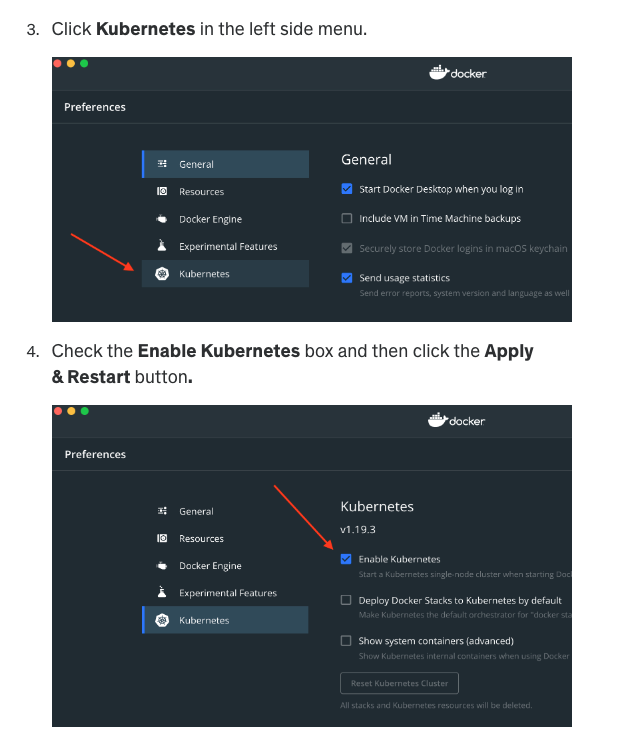 3. Click Kubernetes in the left side menu.
docker
Preferences
General
Resources
Docker Engine
Experimental Features
Kubernetes
General
Start Docker Desktop when you log in
Include VM in Time Machine backups
Securely store Docker logins in macOS keychain
Send usage statistics
Send error reports, system version and language as well
4. Check the Enable Kubernetes box and then click the Apply
& Restart button.
docker
Preferences
General
Resources
Docker Engine
Experimental Features
Kubernetes
Kubernetes
v1.19.3
Enable Kubernetes
Start a Kubernetes single-node cluster when starting Doc
Deploy Docker Stacks to Kubernetes by default
Make Kubernetes the default orchestrator for "docker sta
Show system containers (advanced)
Show Kubernetes internal containers when using Docker
Reset Kubernetes Cluster
All stacks and Kubernetes resources will be deleted.